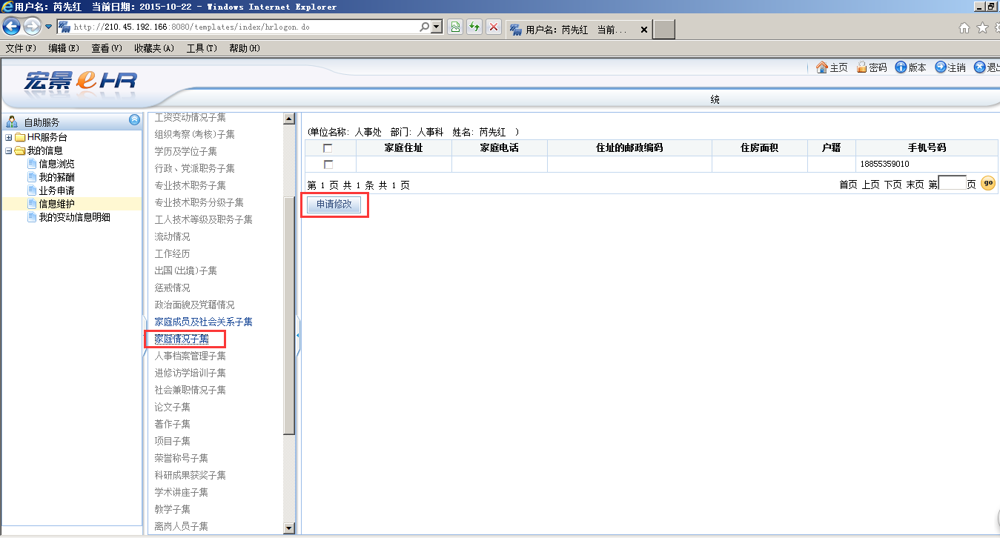 用户名: 芮先红 当前日期: 2015-10-22 - Windows Internet Explorer
http://210.45.192.166:8080/templates/index/hrlogon.do
用户名: 芮先红 当前...
文件(F) 编辑(E) 查看(V) 收藏夹(A) 工具(T) 帮助(H)
宏景eHR
主页 密码 版本 注销 退出
统
自助服务
HR服务台
我的信息
信息浏览
我的薪酬
业务申请
信息维护
我的变动信息明细
工资变动情况子集
组织考察(考核)子集
学历及学位子集
行政、党派职务子集
专业技术职务子集
专业技术职务分级子集
工人技术等级及职务子集
流动情况
工作经历
出国(出境)子集
惩戒情况
政治面貌及党籍情况
家庭成员及社会关系子集
家庭情况子集
人事档案管理子集
进修访学培训子集
社会兼职情况子集
论文子集
著作子集
项目子集
荣誉称号子集
科研成果获奖子集
学术讲座子集
教学子集
离岗人员子集
(单位名称: 人事处 部门: 人事科 姓名: 芮先红 )
家庭住址 家庭电话 住址的邮政编码 住房面积 户籍 手机号码
18855359010
第 1 页 共 1 条 共 1 页
首页 上页 下页 末页 第 页 go
申请修改